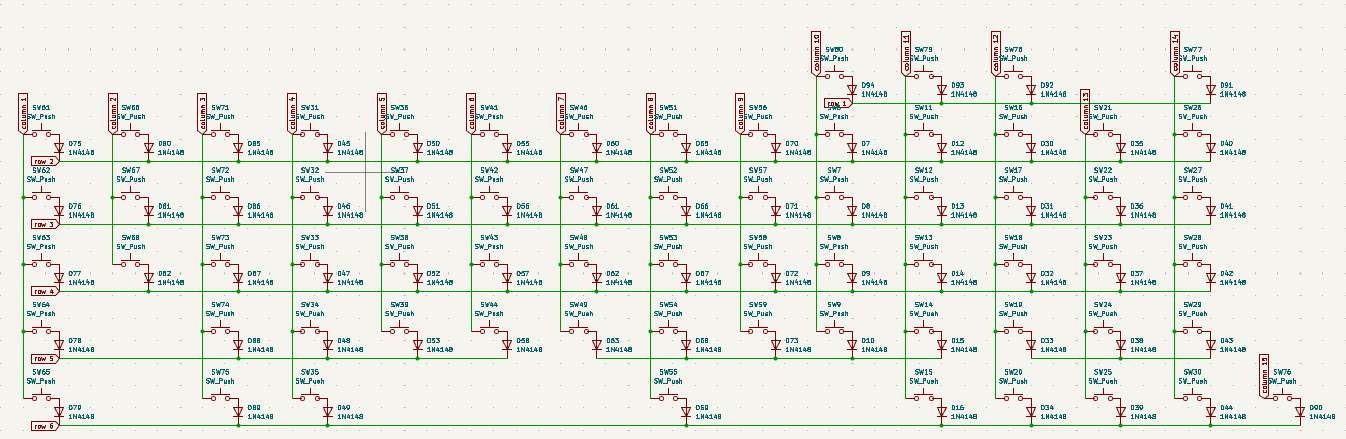 column 10
column 11
column 12
column 14
SW80 SW79 SW78 SW77
SW_Push SW_Push SW_Push SW_Push
D94 D93 D92 D91
1N4148 1N4148 1N4148 1N4148
row 1
column 1
column 2
column 3
column 4
column 5
column 6
column 7
column 8
column 9
column 13
SW61 SW66 SW71 SW31 SW36 SW41 SW46 SW51 SW56 SW11 SW16 SW21 SW26
SW_Push SW_Push SW_Push SW_Push SW_Push SW_Push SW_Push SW_Push SW_Push SW_Push SW_Push SW_Push SW_Push SW_Push
D75 D80 D85 D45 D50 D55 D60 D65 D70 D7 D12 D30 D35 D40
1N4148 1N4148 1N4148 1N4148 1N4148 1N4148 1N4148 1N4148 1N4148 1N4148 1N4148 1N4148 1N4148 1N4148
row 2
SW62 SW67 SW72 SW32 SW37 SW42 SW47 SW52 SW57 SW7 SW12 SW17 SW22 SW27
SW_Push SW_Push SW_Push SW_Push SW_Push SW_Push SW_Push SW_Push SW_Push SW_Push SW_Push SW_Push SW_Push SW_Push
D76 D81 D86 D46 D51 D56 D61 D66 D71 D8 D13 D31 D36 D41
1N4148 1N4148 1N4148 1N4148 1N4148 1N4148 1N4148 1N4148 1N4148 1N4148 1N4148 1N4148 1N4148 1N4148
row 3
SW63 SW68 SW73 SW33 SW38 SW43 SW48 SW53 SW58 SW8 SW13 SW18 SW23 SW28
SW_Push SW_Push SW_Push SW_Push SW_Push SW_Push SW_Push SW_Push SW_Push SW_Push SW_Push SW_Push SW_Push SW_Push
D77 D82 D87 D47 D52 D57 D62 D67 D72 D9 D14 D32 D37 D42
1N4148 1N4148 1N4148 1N4148 1N4148 1N4148 1N4148 1N4148 1N4148 1N4148 1N4148 1N4148 1N4148 1N4148
row 4
SW64 SW74 SW34 SW39 SW44 SW49 SW54 SW59 SW9 SW14 SW19 SW24 SW29
SW_Push SW_Push SW_Push SW_Push SW_Push SW_Push SW_Push SW_Push SW_Push SW_Push SW_Push SW_Push SW_Push
D78 D88 D48 D53 D58 D63 D68 D73 D10 D15 D33 D38 D43
1N4148 1N4148 1N4148 1N4148 1N4148 1N4148 1N4148 1N4148 1N4148 1N4148 1N4148 1N4148 1N4148
row 5
column 15
SW65 SW75 SW35 SW55 SW15 SW20 SW25 SW30 SW76
SW_Push SW_Push SW_Push SW_Push SW_Push SW_Push SW_Push SW_Push SW_Push
D79 D89 D49 D69 D16 D34 D39 D44 D90
1N4148 1N4148 1N4148 1N4148 1N4148 1N4148 1N4148 1N4148 1N4148
row 6